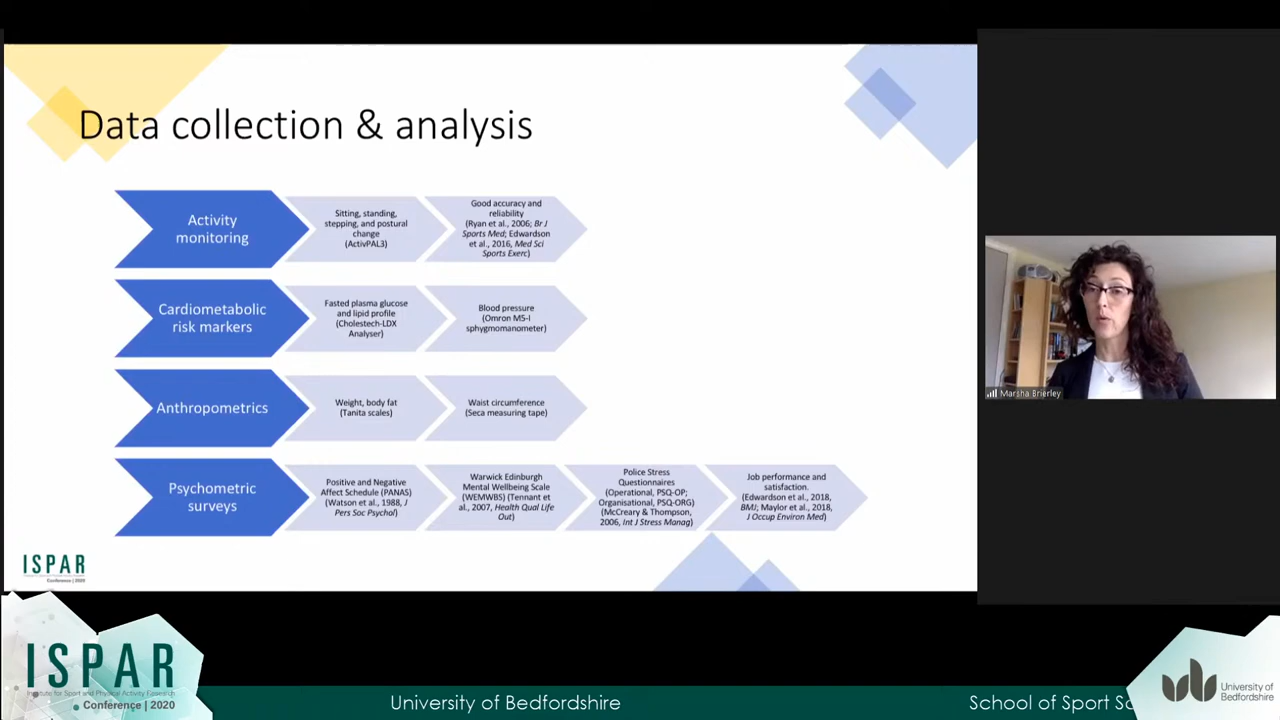 Data collection & analysis
Activity
monitoring
Sitting, standing,
stepping, and postural
change
(ActivPAL3)
Good accuracy and
reliability
(Ryan et al., 2006; Br J
Sports Med; Edwardson
et al., 2016, Med Sci
Sports Exerc)
Cardiometabolic
risk markers
Fasted plasma glucose
and lipid profile
(Cholestech-LDX
Analyser)
Blood pressure
(Omron M5-I
sphygmomanometer)
Anthropometrics
Weight, body fat
(Tanita scales)
Waist circumference
(Seca measuring tape)
Psychometric
surveys
Positive and Negative
Affect Schedule (PANAS)
(Watson et al., 1988, J
Pers Soc Psychol)
Warwick Edinburgh
Mental Wellbeing Scale
(WEMWBS) (Tennant et
al., 2007, Health Qual Life
Out)
Police Stress
Questionnaires
(Operational, PSQ-OP;
Organisational, PSQ-ORG)
(McCreary & Thompson,
2006, Int J Stress Manag)
Job performance and
satisfaction.
(Edwardson et al., 2018,
BMJ; Maylor et al., 2018,
J Occup Environ Med)
ISPAR
Conference | 2020
Marsha Brierley
ISPAR
Institute for Sport and Physical Activity Research
Conference | 2020
University of Bedfordshire
School of Sport Sc
University of
Bedfordshire